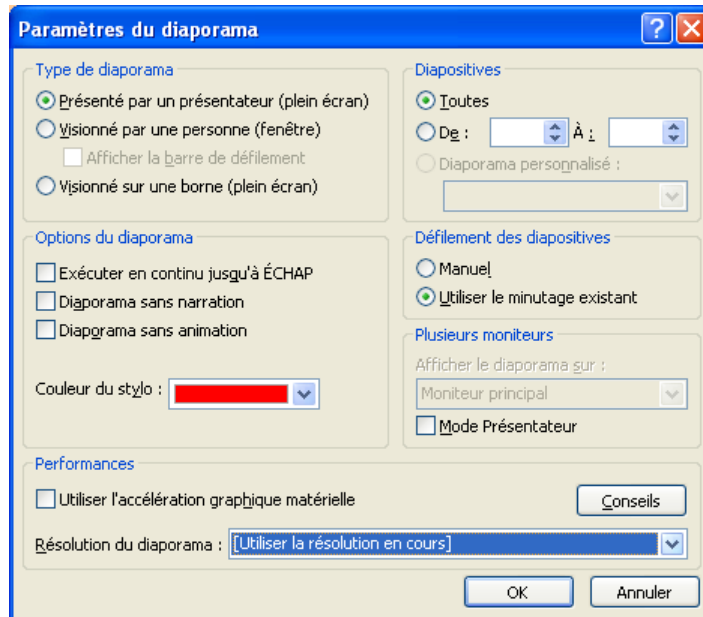 Paramètres du diaporama
Type de diaporama
Présenté par un présentateur (plein écran)
Visionné par une personne (fenêtre)
Afficher la barre de défilement
Visionné sur une borne (plein écran)
Diapositives
Toutes
De : À :
Diaporama personnalisé :
Options du diaporama
Exécuter en continu jusqu'à ÉCHAP
Diaporama sans narration
Diaporama sans animation
Couleur du stylo :
Défilement des diapositives
Manuel
Utiliser le minutage existant
Plusieurs moniteurs
Afficher le diaporama sur :
Moniteur principal
Mode Présentateur
Performances
Utiliser l'accélération graphique matérielle
Conseils
Résolution du diaporama : [Utiliser la résolution en cours]
OK Annuler